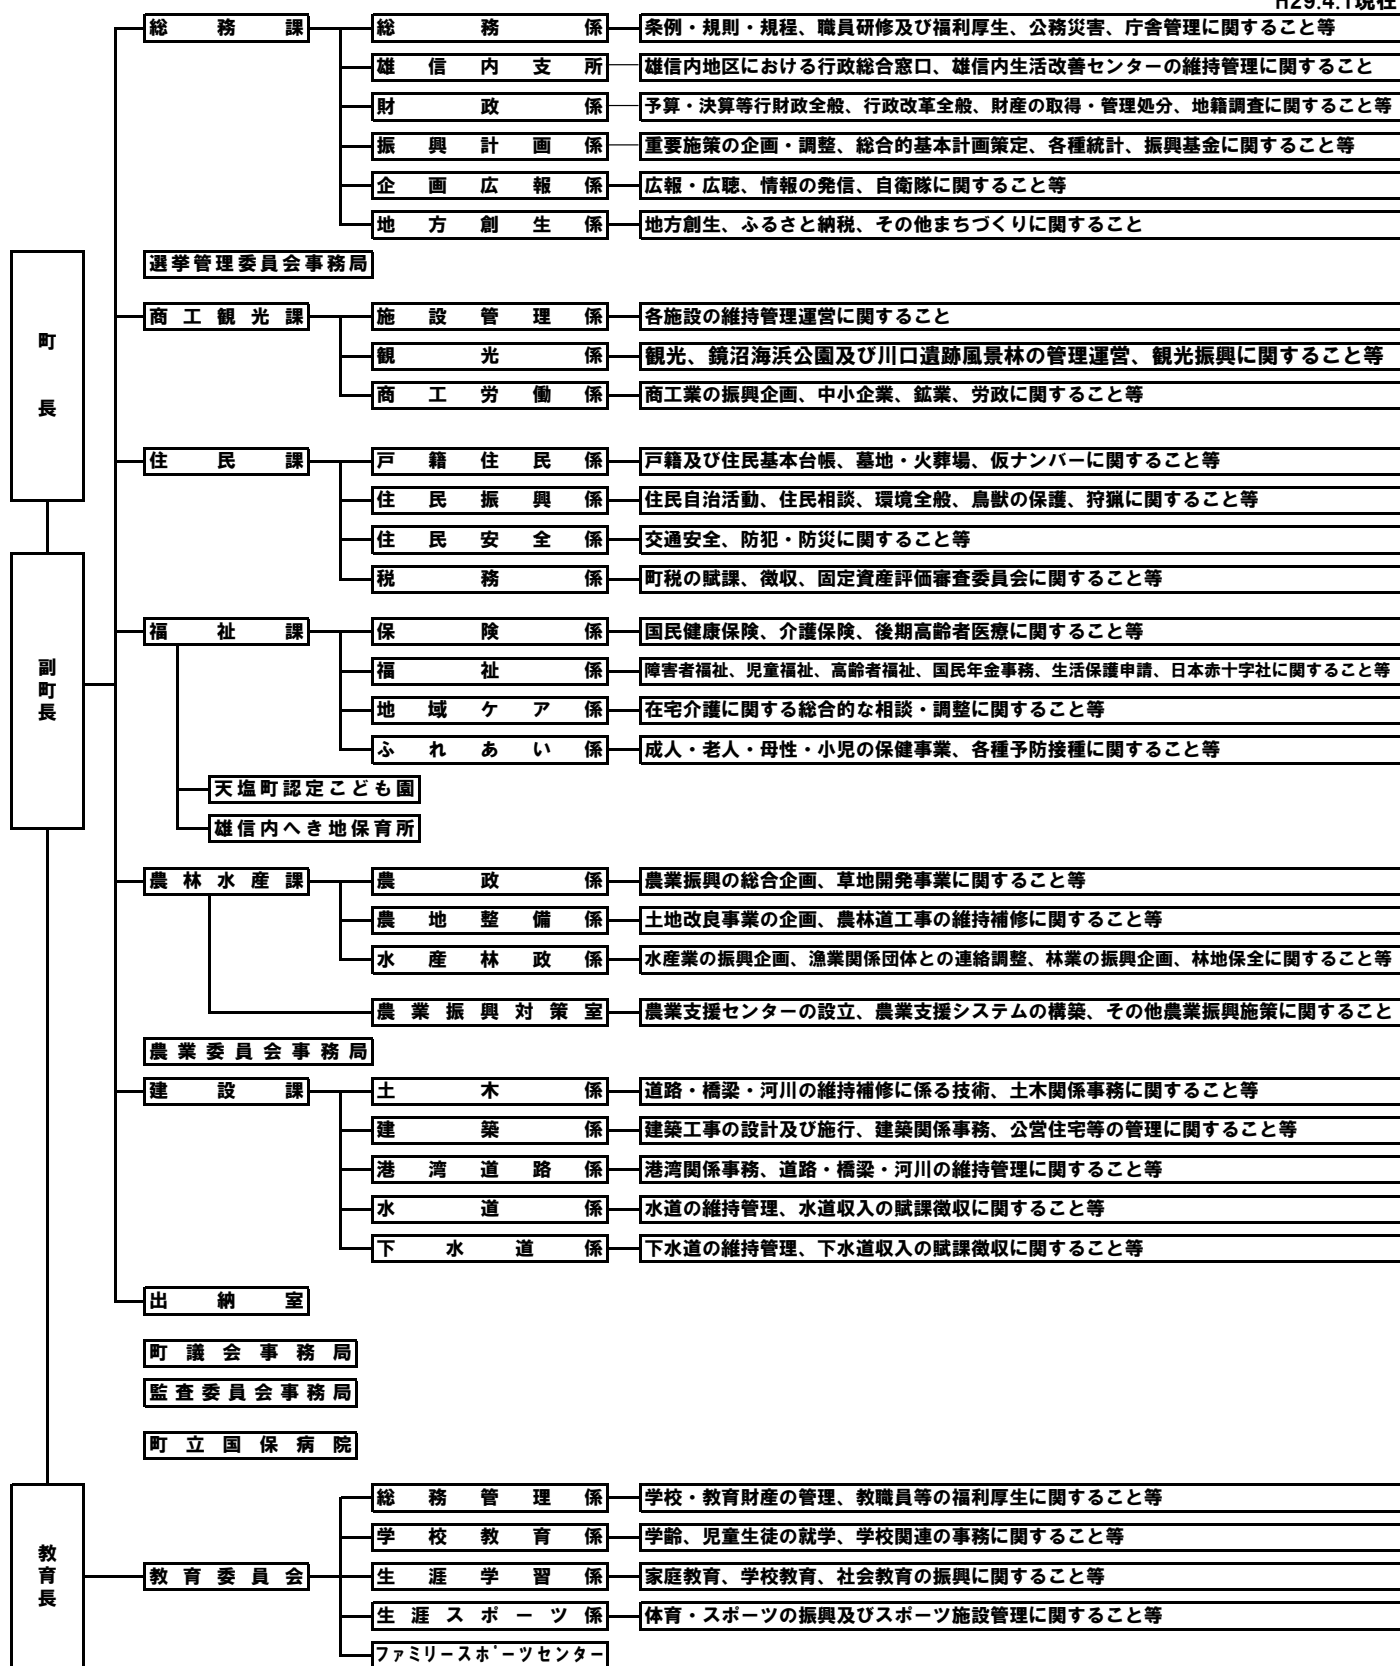 H29.4.1現在
総務課 総務係 条例・規則・規程、職員研修及び福利厚生、公務災害、庁舎管理に関すること等
雄信内支所 雄信内地区における行政総合窓口、雄信内生活改善センターの維持管理に関すること
財政係 予算・決算等行財政全般、行政改革全般、財産の取得・管理処分、地籍調査に関すること等
振興計画係 重要施策の企画・調整、総合的基本計画策定、各種統計、振興基金に関すること等
企画広報係 広報・広聴、情報の発信、自衛隊に関すること等
地方創生係 地方創生、ふるさと納税、その他まちづくりに関すること
選挙管理委員会事務局
町長
商工観光課 施設管理係 各施設の維持管理運営に関すること
観光係 観光、鏡沼海浜公園及び川口遺跡風景林の管理運営、観光振興に関すること等
商工労働係 商工業の振興企画、中小企業、鉱業、労政に関すること等
住民課 戸籍住民係 戸籍及び住民基本台帳、墓地・火葬場、仮ナンバーに関すること等
住民振興係 住民自治活動、住民相談、環境全般、鳥獣の保護、狩猟に関すること等
住民安全係 交通安全、防犯・防災に関すること等
税務係 町税の賦課、徴収、固定資産評価審査委員会に関すること等
副町長
福祉課 保険係 国民健康保険、介護保険、後期高齢者医療に関すること等
福祉係 障害者福祉、児童福祉、高齢者福祉、国民年金事務、生活保護申請、日本赤十字社に関すること等
地域ケア係 在宅介護に関する総合的な相談・調整に関すること等
ふれあい係 成人・老人・母性・小児の保健事業、各種予防接種に関すること等
天塩町認定こども園
雄信内へき地保育所
農林水産課 農政係 農業振興の総合企画、草地開発事業に関すること等
農地整備係 土地改良事業の企画、農林道工事の維持補修に関すること等
水産林政係 水産業の振興企画、漁業関係団体との連絡調整、林業の振興企画、林地保全に関すること等
農業振興対策室 農業支援センターの設立、農業支援システムの構築、その他農業振興施策に関すること
農業委員会事務局
建設課 土木係 道路・橋梁・河川の維持補修に係る技術、土木関係事務に関すること等
建築係 建築工事の設計及び施行、建築関係事務、公営住宅等の管理に関すること等
港湾道路係 港湾関係事務、道路・橋梁・河川の維持管理に関すること等
水道係 水道の維持管理、水道収入の賦課徴収に関すること等
下水道係 下水道の維持管理、下水道収入の賦課徴収に関すること等
出納室
町議会事務局
監査委員会事務局
町立国保病院
教育長
総務管理係 学校・教育財産の管理、教職員等の福利厚生に関すること等
学校教育係 学齢、児童生徒の就学、学校関連の事務に関すること等
教育委員会 生涯学習係 家庭教育、学校教育、社会教育の振興に関すること等
生涯スポーツ係 体育・スポーツの振興及びスポーツ施設管理に関すること等
ファミリースポーツセンター